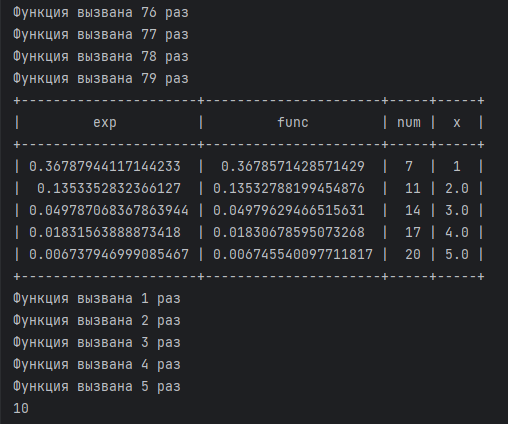 Функция вызвана 76 раз
Функция вызвана 77 раз
Функция вызвана 78 раз
Функция вызвана 79 раз
+----------------------+----------------------+-----+-----+
|         exp          |         func         | num |  x  |
+----------------------+----------------------+-----+-----+
| 0.36787944117144233  |  0.3678571428571429  |  7  |  1  |
|  0.1353352832366127  | 0.13532788199454876  |  11 | 2.0 |
| 0.049787068367863944 | 0.04979629466515631  |  14 | 3.0 |
| 0.01831563888873418  | 0.01830678595073268  |  17 | 4.0 |
| 0.006737946999085467 | 0.006745540097711817 |  20 | 5.0 |
+----------------------+----------------------+-----+-----+
Функция вызвана 1 раз
Функция вызвана 2 раз
Функция вызвана 3 раз
Функция вызвана 4 раз
Функция вызвана 5 раз
10